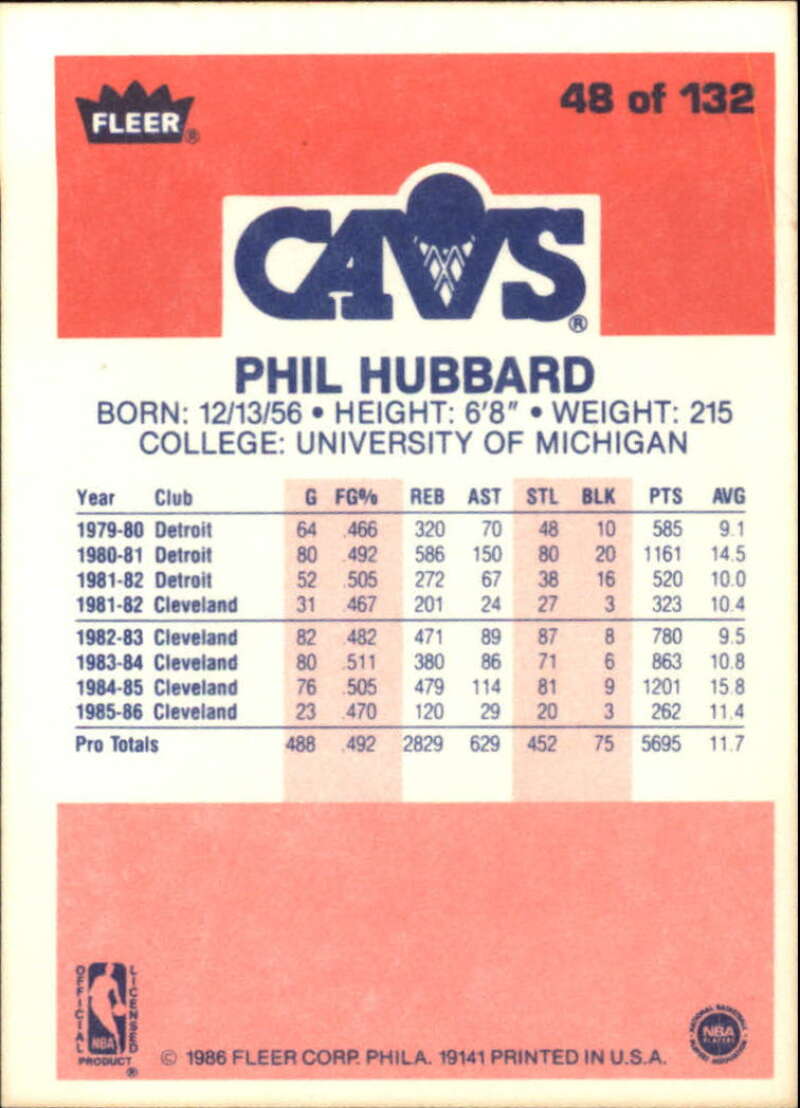 FLEER®
48 of 132
CAVS®
PHIL HUBBARD
BORN: 12/13/56 • HEIGHT: 6'8" • WEIGHT: 215
COLLEGE: UNIVERSITY OF MICHIGAN
Year Club G FG% REB AST STL BLK PTS AVG
1979-80 Detroit 64 .466 320 70 48 10 585 9.1
1980-81 Detroit 80 .492 586 150 80 20 1161 14.5
1981-82 Detroit 52 .505 272 67 38 16 520 10.0
1981-82 Cleveland 31 .467 201 24 27 3 323 10.4
1982-83 Cleveland 82 .482 471 89 87 8 780 9.5
1983-84 Cleveland 80 .511 380 86 71 6 863 10.8
1984-85 Cleveland 76 .505 479 114 81 9 1201 15.8
1985-86 Cleveland 23 .470 120 29 20 3 262 11.4
Pro Totals 488 .492 2829 629 452 75 5695 11.7
OFFICIAL
NBA
LICENSED
PRODUCT®
NATIONAL BASKETBALL
NBA
PLAYERS
PLAYERS ASSOCIATION
© 1986 FLEER CORP. PHILA. 19141 PRINTED IN U.S.A.